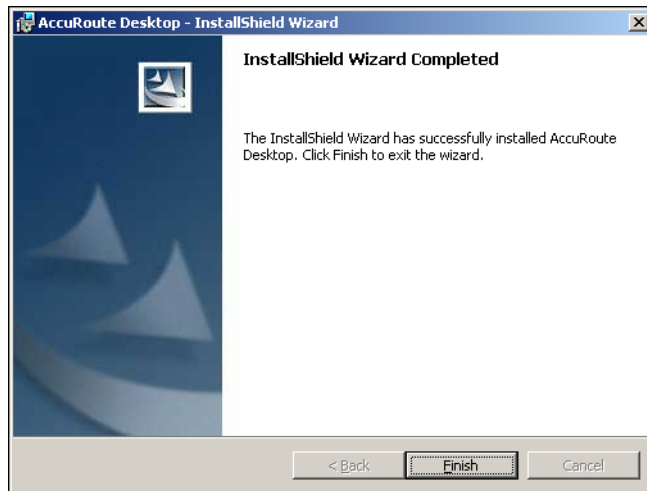 AccuRoute Desktop - InstallShield Wizard
InstallShield Wizard Completed
The InstallShield Wizard has successfully installed AccuRoute
Desktop. Click Finish to exit the wizard.
< Back
Finish
Cancel